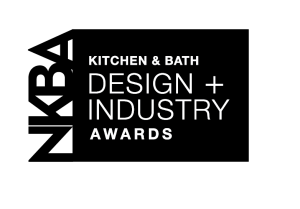 NKBA
KITCHEN & BATH
DESIGN +
INDUSTRY
AWARDS